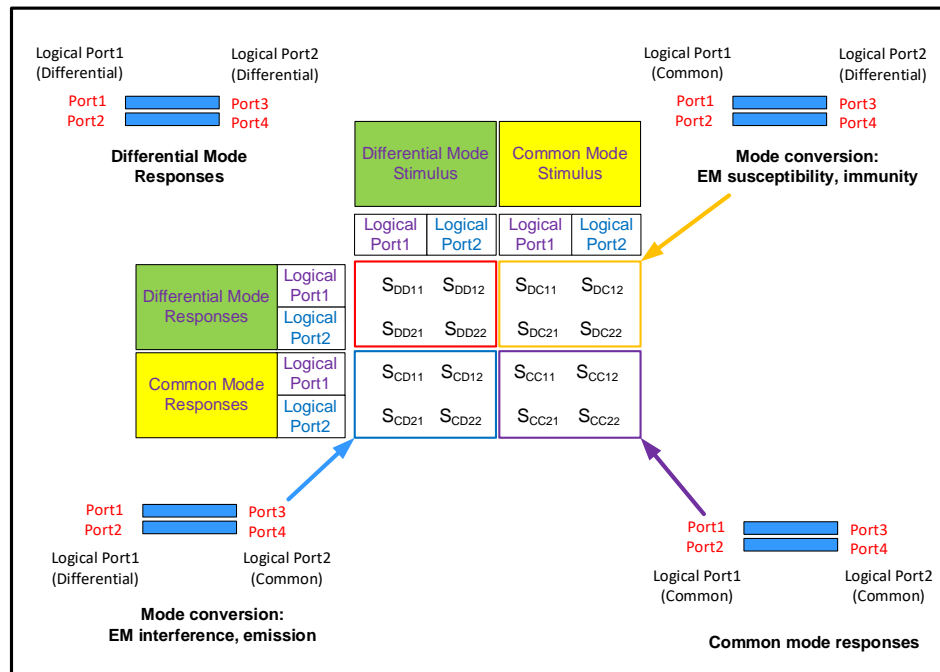 Logical Port1
(Differential)
Logical Port2
(Differential)
Port1
Port2
Port3
Port4
Differential Mode
Responses
Logical Port1
(Common)
Logical Port2
(Differential)
Port1
Port2
Port3
Port4
Mode conversion:
EM susceptibility, immunity
Differential Mode
Stimulus
Common Mode
Stimulus
Logical
Port1
Logical
Port2
Logical
Port1
Logical
Port2
Differential Mode
Responses
Logical
Port1
Logical
Port2
Common Mode
Responses
Logical
Port1
Logical
Port2
SDD11 SDD12 SDC11 SDC12
SDD21 SDD22 SDC21 SDC22
SCD11 SCD12 SCC11 SCC12
SCD21 SCD22 SCC21 SCC22
Port1
Port2
Port3
Port4
Logical Port1
(Differential)
Logical Port2
(Common)
Mode conversion:
EM interference, emission
Port1
Port2
Port3
Port4
Logical Port1
(Common)
Logical Port2
(Common)
Common mode responses